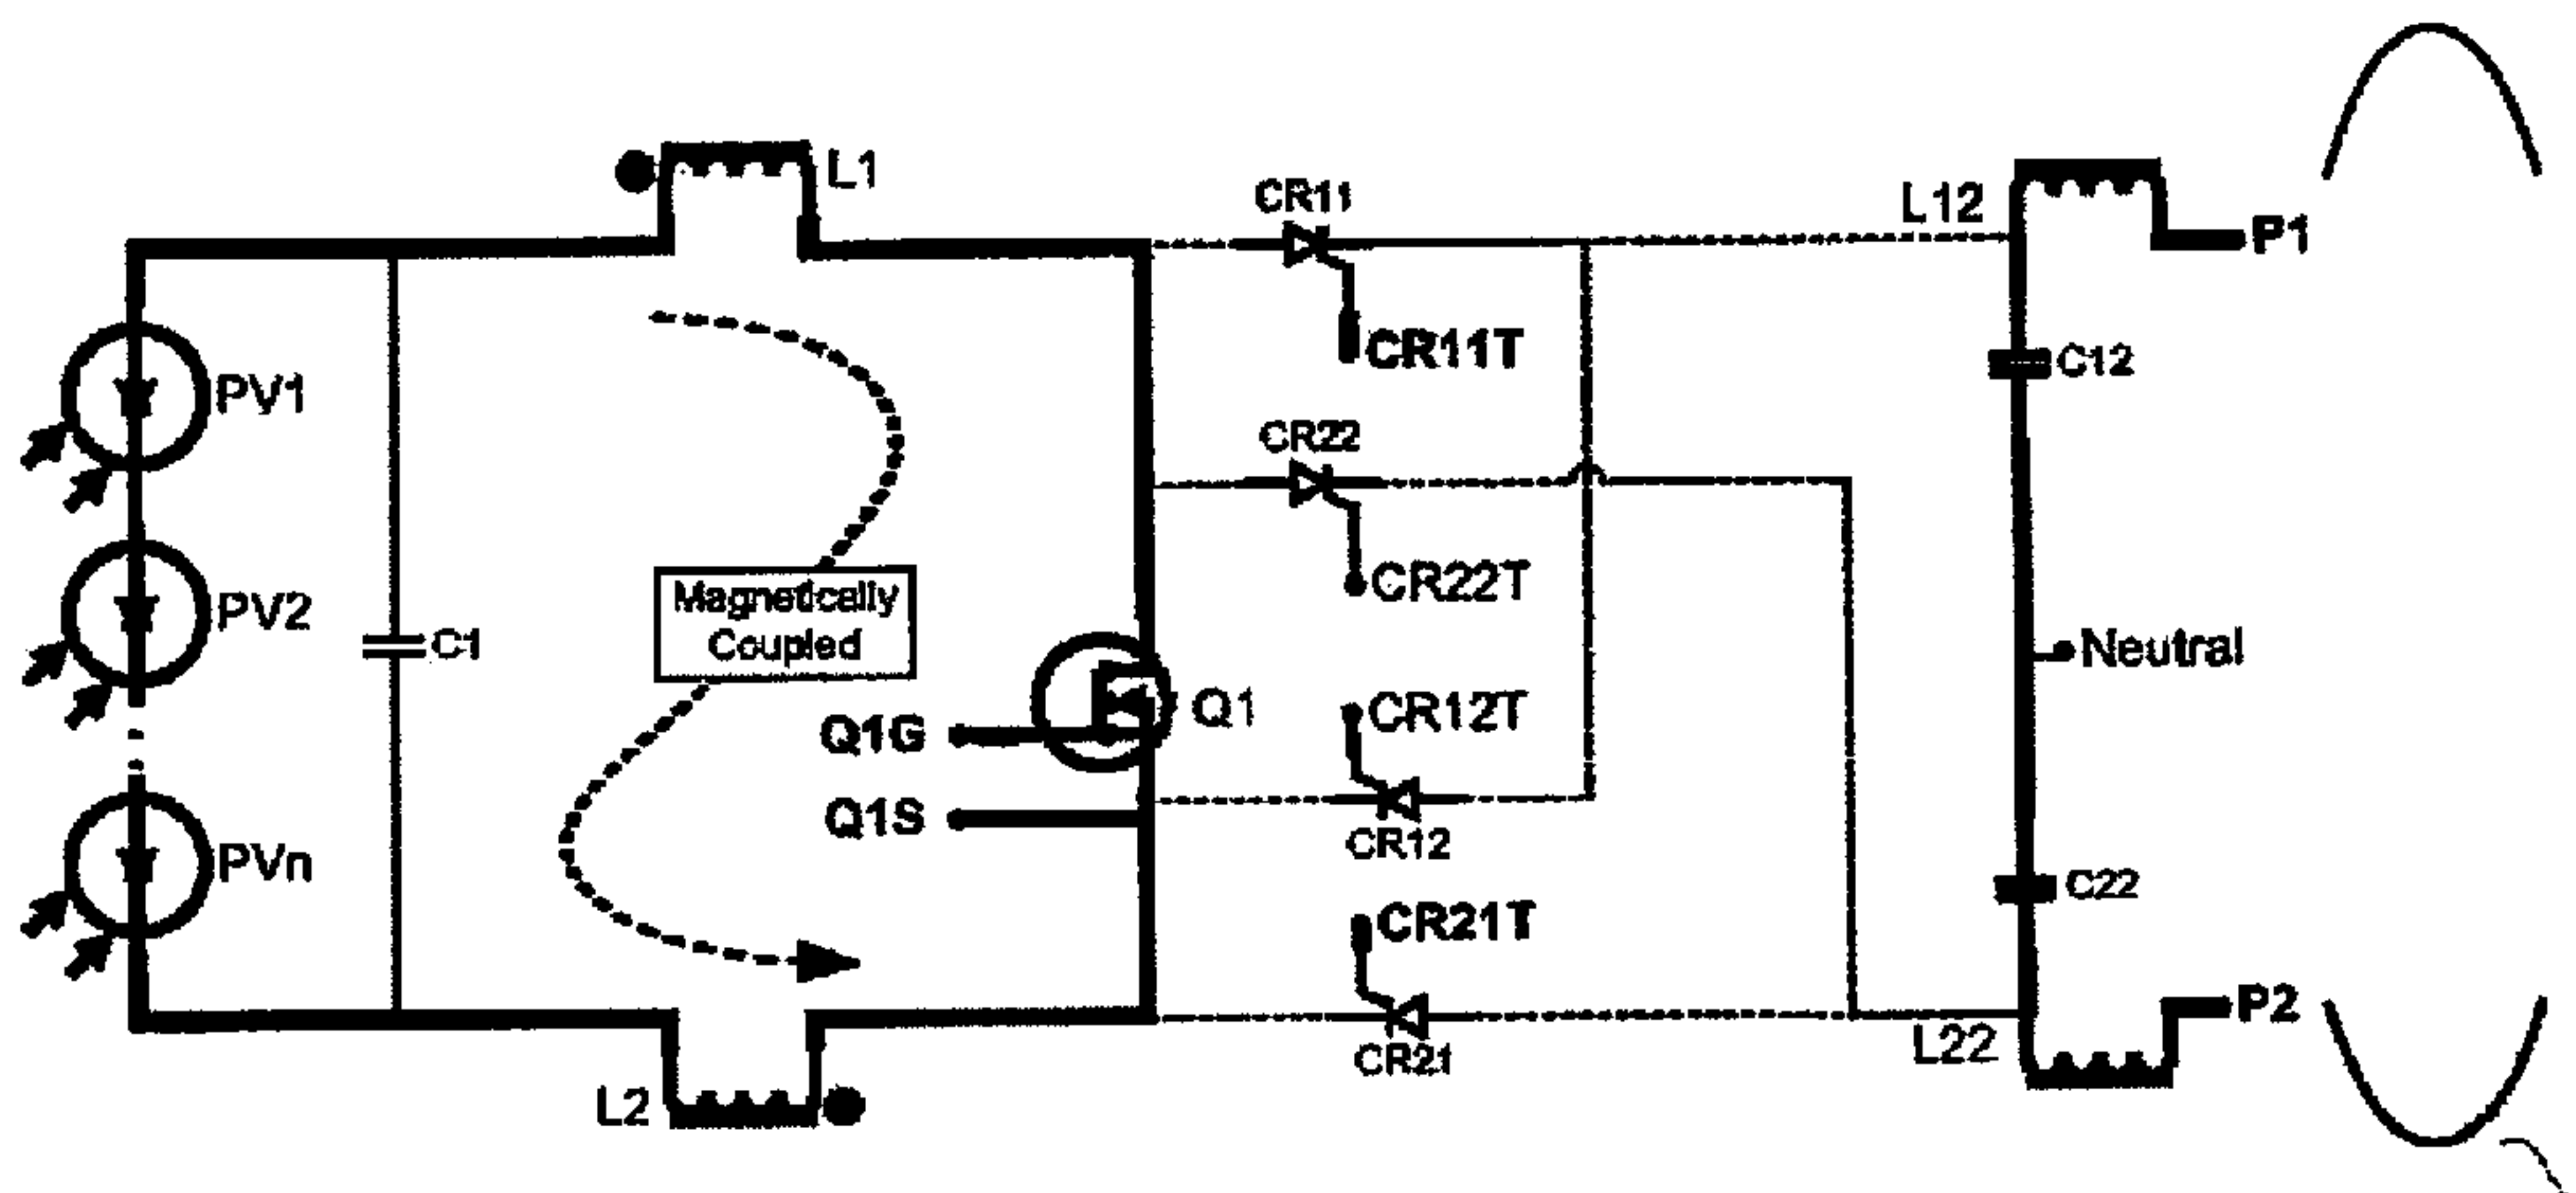 L1
CR11
L12
P1
CR11T
C12
PV1
CR22
CR22T
Magnetically
Coupled
PV2
C1
Neutral
Q1
CR12T
Q1G
Q1S
CR12
PVn
C22
CR21T
P2
L22
CR21
L2